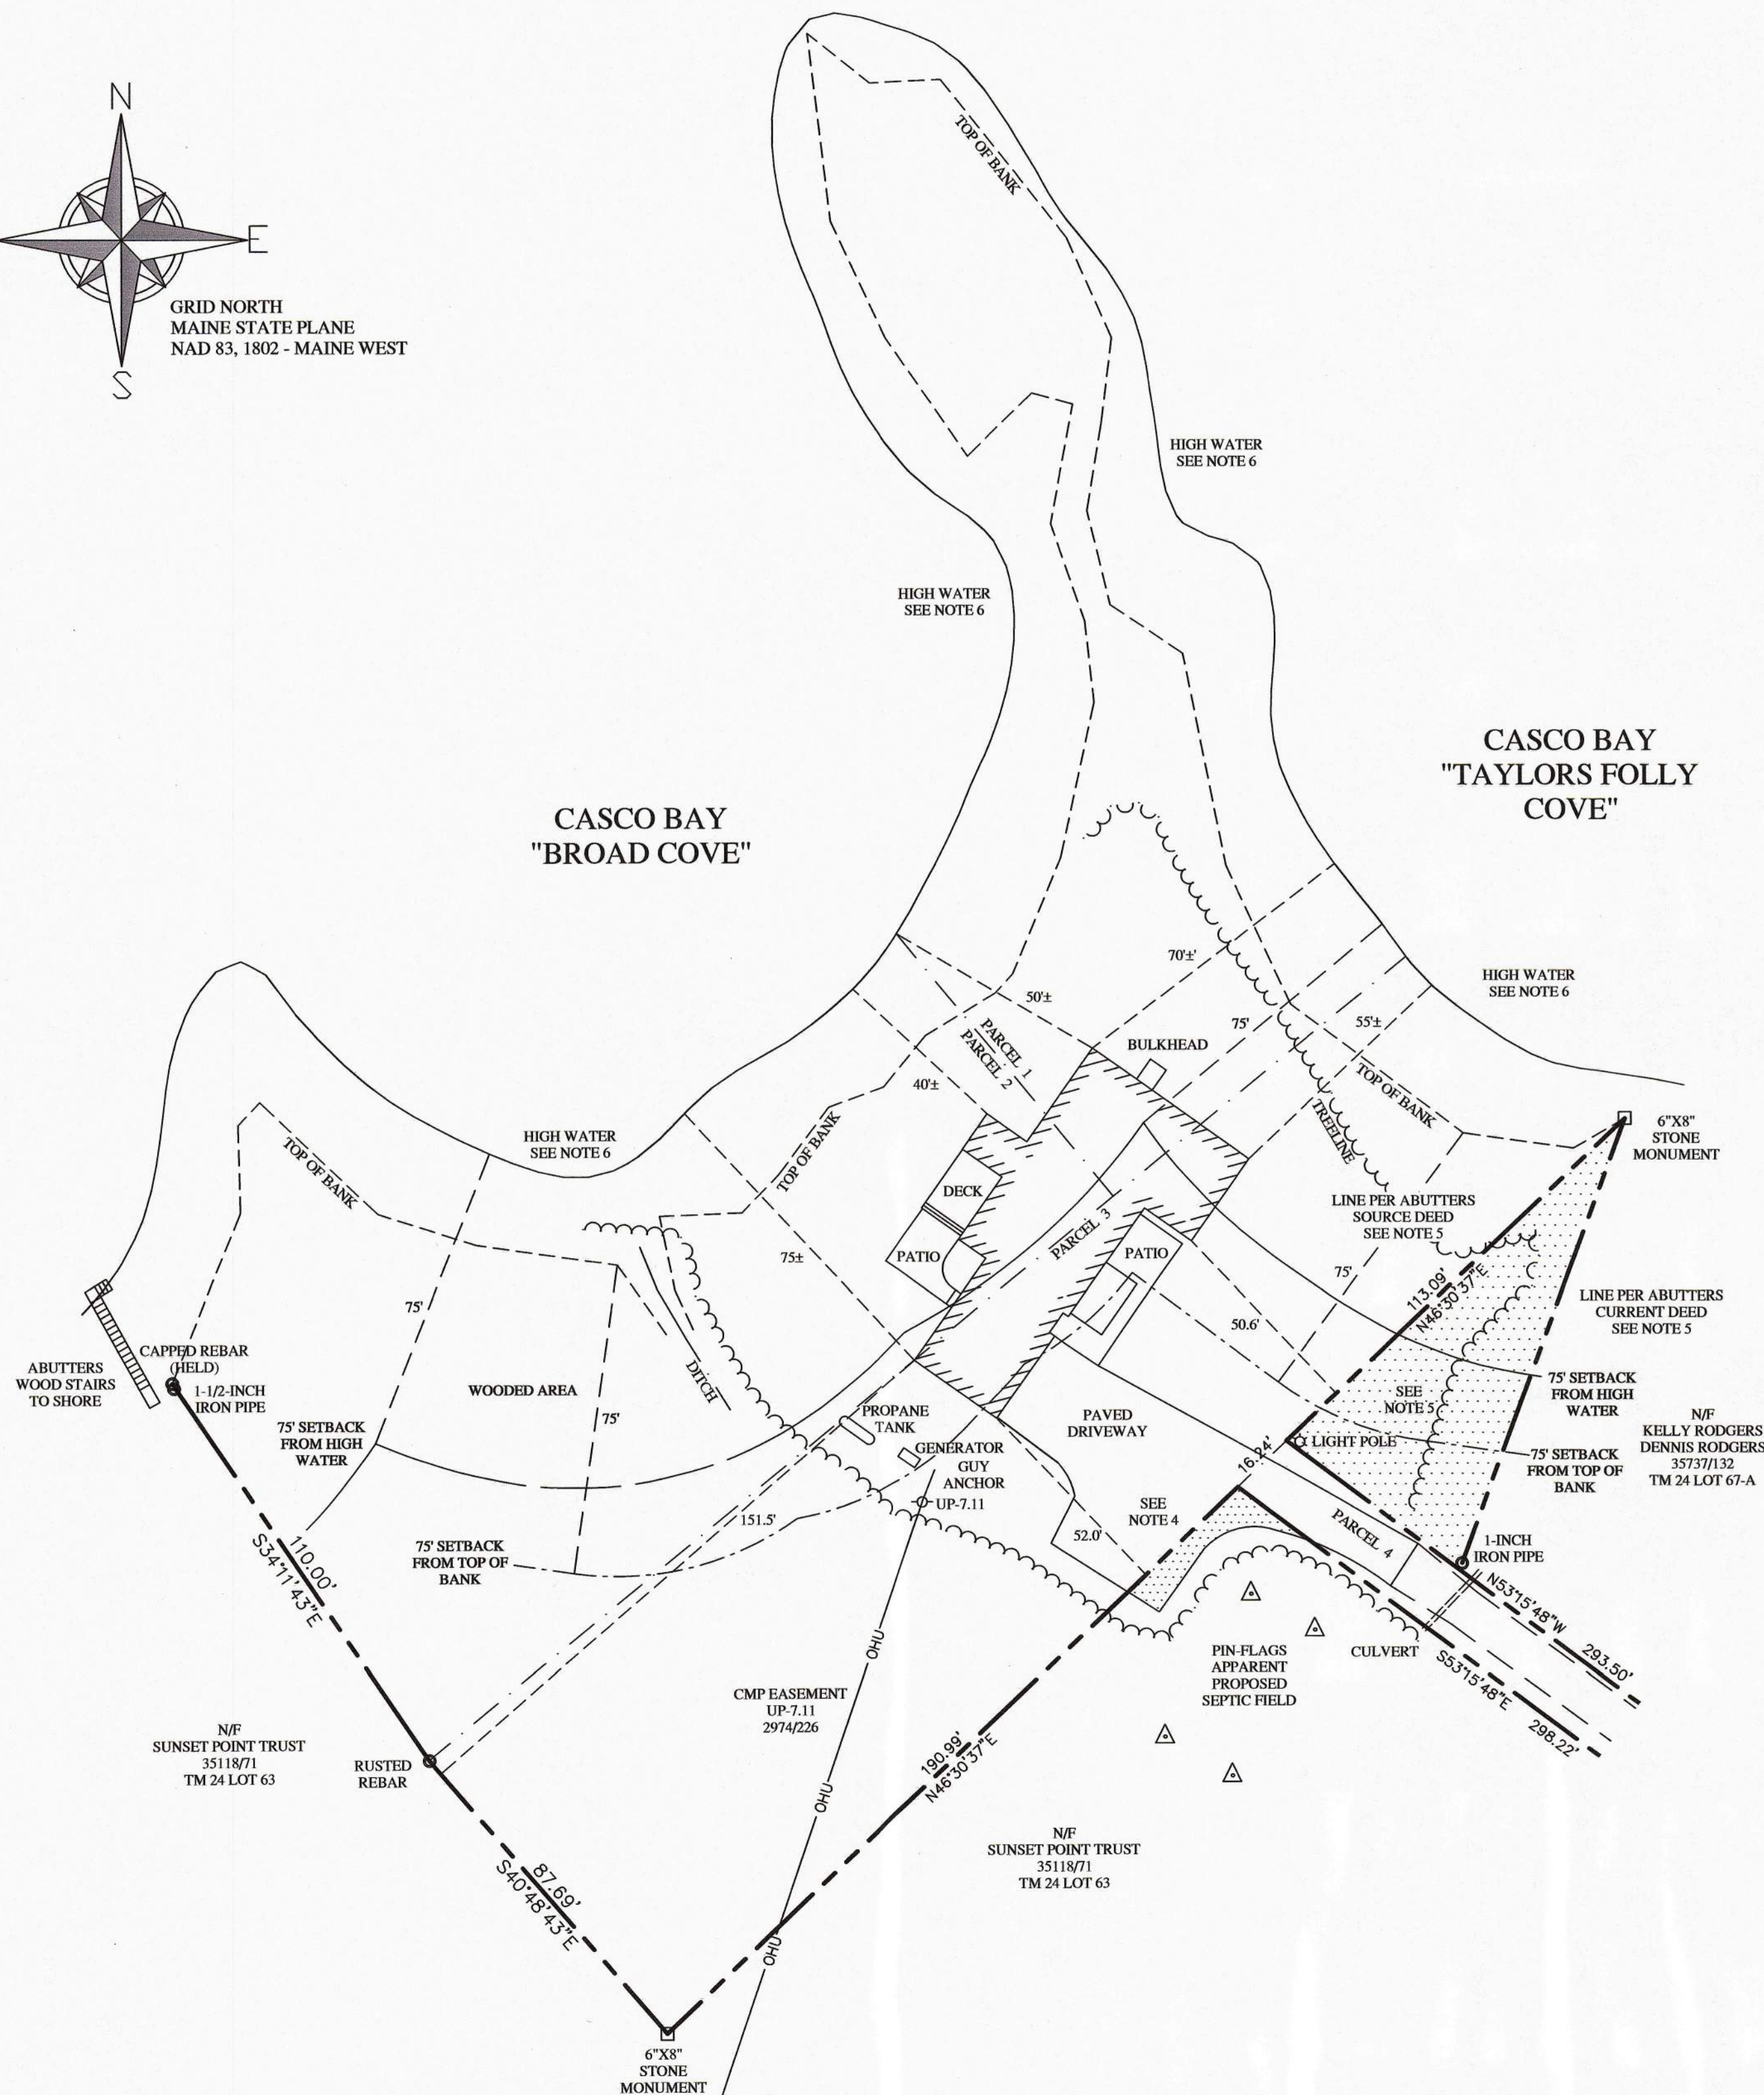 N
E
S
GRID NORTH
MAINE STATE PLANE
NAD 83, 1802 - MAINE WEST
TOP OF BANK
HIGH WATER
SEE NOTE 6
HIGH WATER
SEE NOTE 6
CASCO BAY
"TAYLORS FOLLY
COVE"
CASCO BAY
"BROAD COVE"
70'±'
HIGH WATER
SEE NOTE 6
50'±
75'
55'±
PARCEL 1
PARCEL 2
BULKHEAD
40'±
TOP OF BANK
TREELINE
6"X8"
STONE
MONUMENT
HIGH WATER
SEE NOTE 6
TOP OF BANK
TOP OF BANK
DECK
PATIO
PARCEL 3
PATIO
LINE PER ABUTTERS
SOURCE DEED
SEE NOTE 5
75±
75'
75'
113.09'
N46°30'37"E
LINE PER ABUTTERS
CURRENT DEED
SEE NOTE 5
50.6'
CAPPED REBAR
(HELD)
1-1/2-INCH
IRON PIPE
ABUTTERS
WOOD STAIRS
TO SHORE
WOODED AREA
DITCH
75'
75' SETBACK
FROM HIGH
WATER
PROPANE
TANK
PAVED
DRIVEWAY
SEE
NOTE 5
75' SETBACK
FROM HIGH
WATER
N/F
KELLY RODGERS
DENNIS RODGERS
35737/132
TM 24 LOT 67-A
LIGHT POLE
16.24'
75' SETBACK
FROM TOP OF
BANK
GENERATOR
GUY
ANCHOR
UP-7.11
151.5'
SEE
NOTE 4
52.0'
PARCEL 4
1-INCH
IRON PIPE
110.00'
S34°11'43"E
75' SETBACK
FROM TOP OF
BANK
N53°15'48"W
293.50'
OHU
PIN-FLAGS
APPARENT
PROPOSED
SEPTIC FIELD
CULVERT
S53°15'48"E
298.22'
CMP EASEMENT
UP-7.11
2974/226
N/F
SUNSET POINT TRUST
35118/71
TM 24 LOT 63
RUSTED
REBAR
190.99'
N46°30'37"E
OHU
N/F
SUNSET POINT TRUST
35118/71
TM 24 LOT 63
87.69'
S40°48'43"E
OHU
6"X8"
STONE
MONUMENT